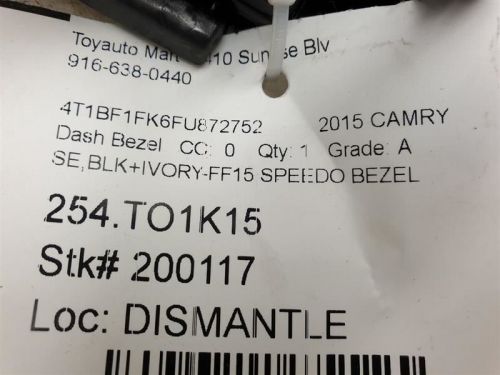 Toyauto Mart 410 Sunrise Blv
916-638-0440
4T1BF1FK6FU872752 2015 CAMRY
Dash Bezel CC: 0 Qty: 1 Grade: A
SE,BLK+IVORY-FF15 SPEEDO BEZEL
254.TO1K15
Stk# 200117
Loc: DISMANTLE